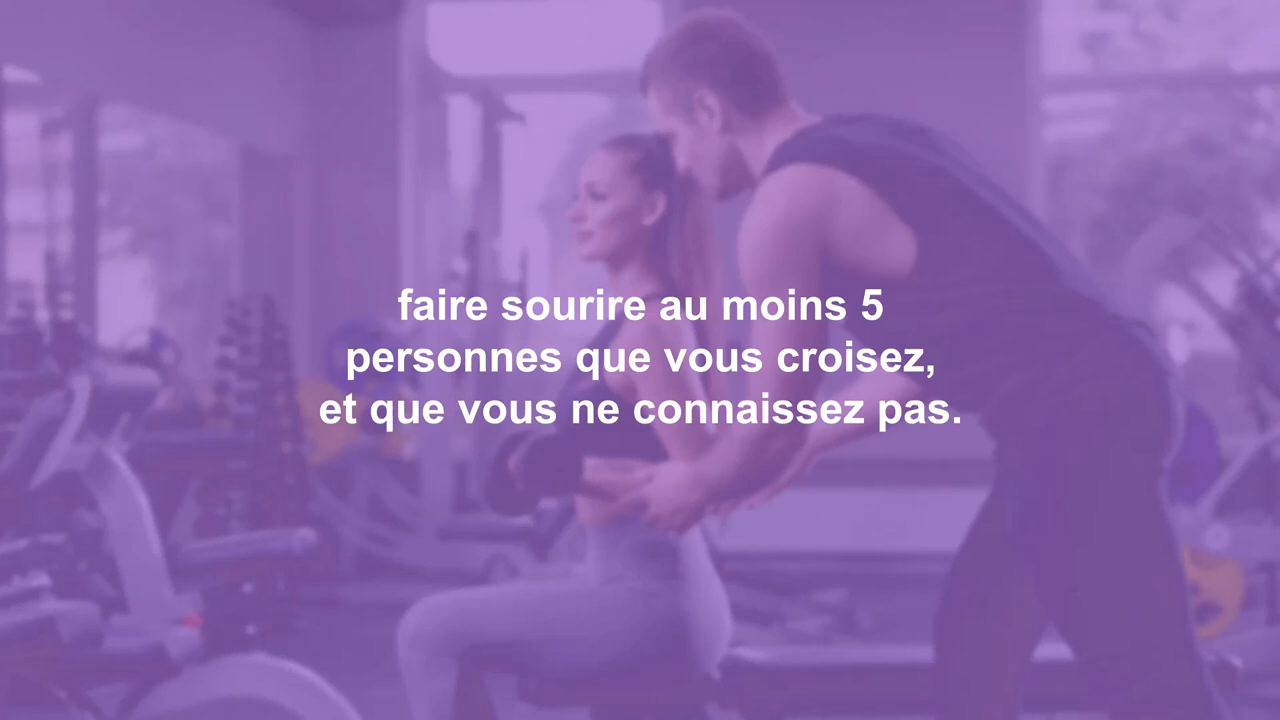 faire sourire au moins 5
personnes que vous croisez,
et que vous ne connaissez pas.